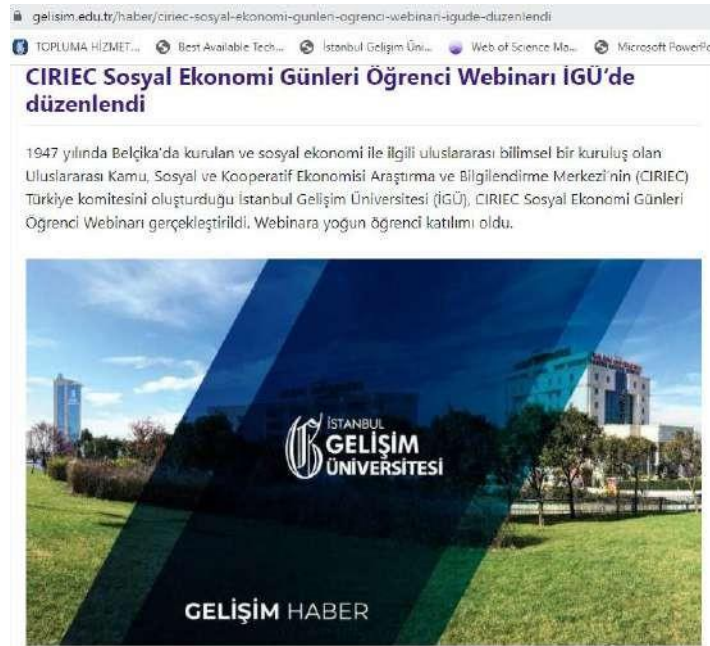 gelisim.edu.tr/haber/ciriec-sosyal-ekonomi-gunleri-ogrenci-webinari-igude-duzenlendi
TOPLUMA HİZMET... Best Available Tech... İstanbul Gelişim Üni... Web of Science Ma... Microsoft PowerPo
CIRIEC Sosyal Ekonomi Günleri Öğrenci Webinarı İGÜ'de
düzenlendi
1947 yılında Belçika'da kurulan ve sosyal ekonomi ile ilgili uluslararası bilimsel bir kuruluş olan
Uluslararası Kamu, Sosyal ve Kooperatif Ekonomisi Araştırma ve Bilgilendirme Merkezi'nin (CIRIEC)
Türkiye komitesini oluşturduğu İstanbul Gelişim Üniversitesi (İGÜ), CIRIEC Sosyal Ekonomi Günleri
Öğrenci Webinarı gerçekleştirildi. Webinara yoğun öğrenci katılımı oldu.
İSTANBUL
GELİŞİM
ÜNİVERSİTESİ
GELİŞİM HABER